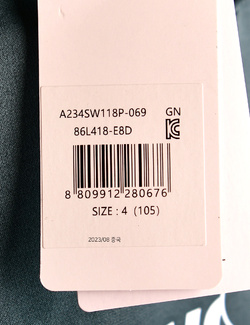 A234SW118P-069 GN
86L418-E8D
8 809912 280676
SIZE : 4 (105)
2023/08 중국